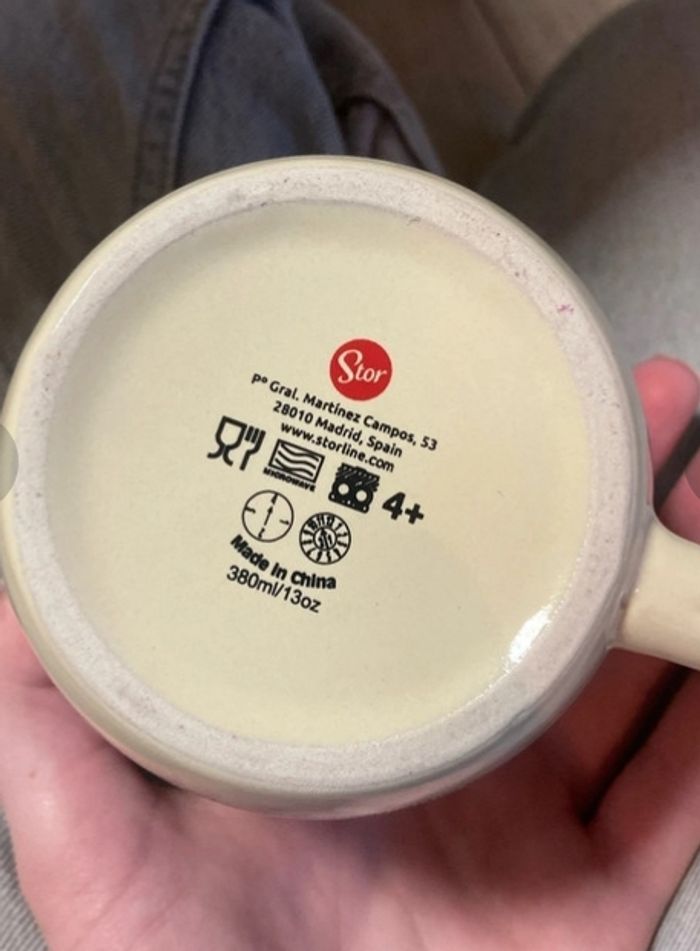 Stor
Pº Gral. Martínez Campos, 53
28010 Madrid, Spain
www.storline.com
MICROWAVE
4+
Made in China
380ml/13oz